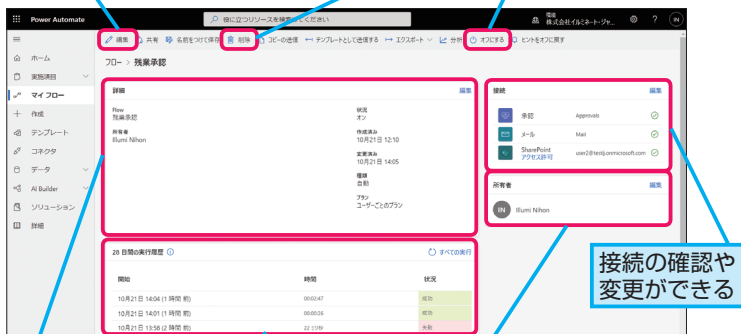 Power Automate
役に立つリソースを検索してください
環境
株式会社イルミネート・ジャ...
?
IN
編集 共有 名前をつけて保存 削除 コピーの送信 テンプレートとして送信する エクスポート 分析 オフにする ヒントをオフに戻す
ホーム
実施項目
マイ フロー
作成
テンプレート
コネクタ
データ
AI Builder
ソリューション
詳細
フロー > 残業承認
詳細 編集
Flow
残業承認
所有者
Illumi Nihon
状況
オン
作成済み
10月21日 12:10
変更済み
10月21日 14:05
種類
自動
プラン
ユーザーごとのプラン
接続 編集
承認 Approvals
メール Mail
SharePoint
アクセス許可
user2@testjj.onmicrosoft.com
所有者 編集
IN Illumi Nihon
28 日間の実行履歴 すべての実行
開始 時間 状況
10月21日 14:04 (1 時間 前) 00:02:47 成功
10月21日 14:01 (1 時間 前) 00:00:26 成功
10月21日 13:58 (2 時間 前) 失敗
接続の確認や
変更ができる